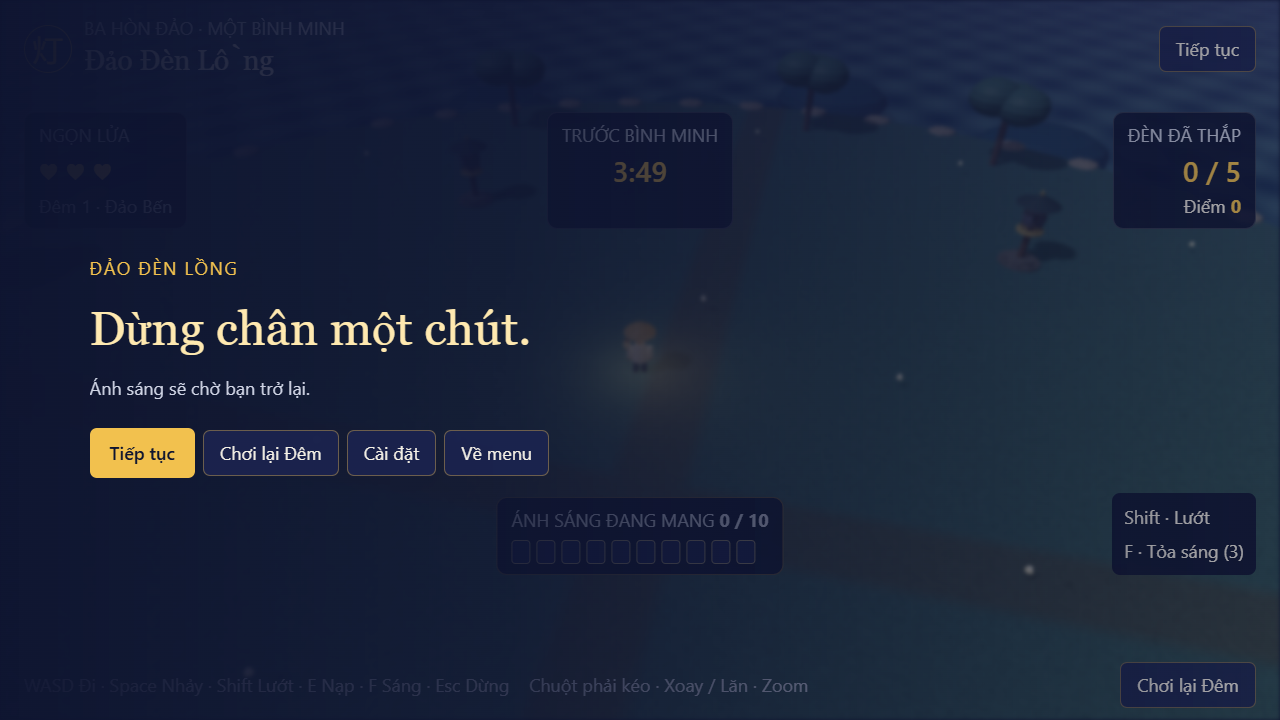 BA HÒN ĐẢO · MỘT BÌNH MINH
Đảo Đèn Lồng
Tiếp tục
NGỌN LỬA
Đêm 1 · Đảo Bến
TRƯỚC BÌNH MINH
3:49
ĐÈN ĐÃ THẮP
0 / 5
Điểm 0
ĐẢO ĐÈN LỒNG
Dừng chân một chút.
Ánh sáng sẽ chờ bạn trở lại.
Tiếp tục
Chơi lại Đêm
Cài đặt
Về menu
ÁNH SÁNG ĐANG MANG 0 / 10
Shift · Lướt
F · Tỏa sáng (3)
WASD Đi · Space Nhảy · Shift Lướt · E Nạp · F Sáng · Esc Dừng
Chuột phải kéo · Xoay / Lăn · Zoom
Chơi lại Đêm